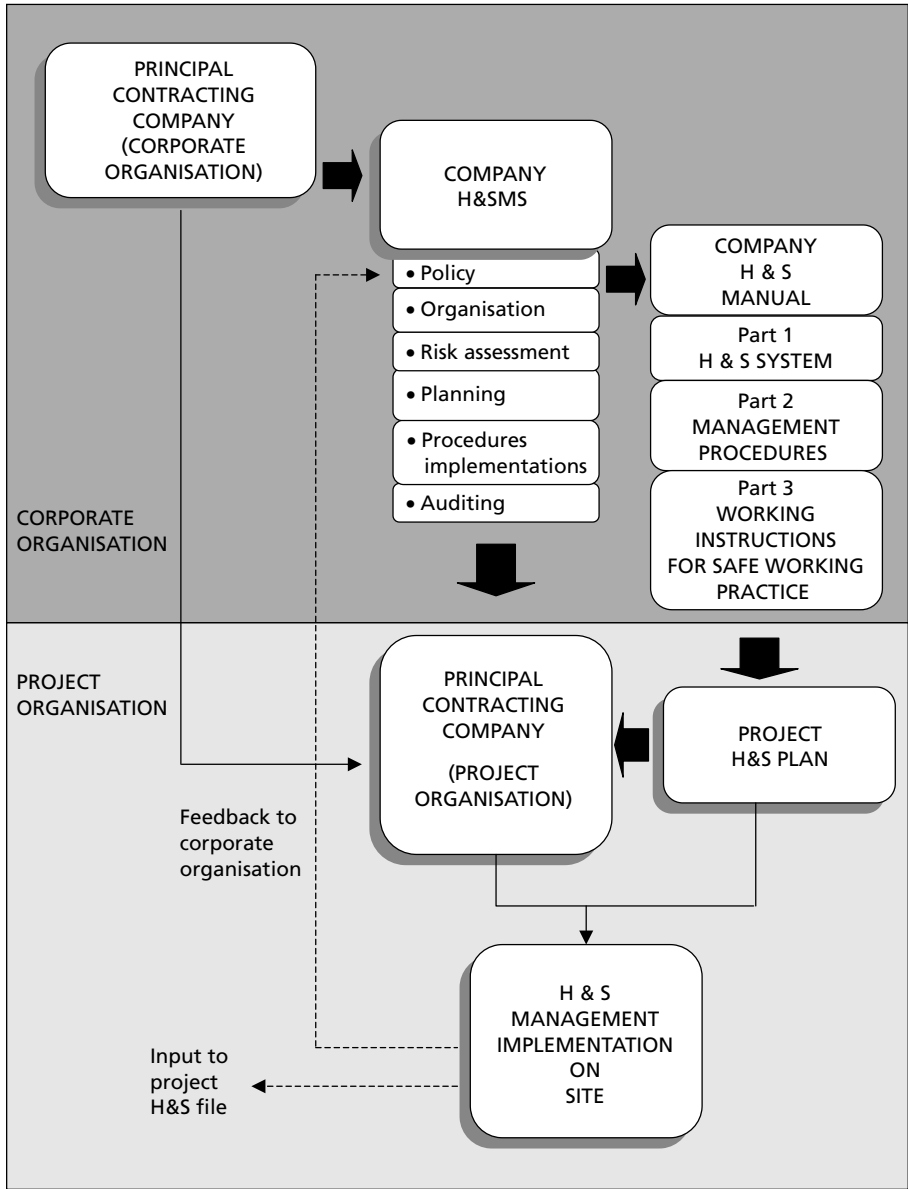 PRINCIPAL
CONTRACTING
COMPANY
(CORPORATE
ORGANISATION)
COMPANY
H&SMS
• Policy
• Organisation
• Risk assessment
• Planning
• Procedures
implementations
• Auditing
COMPANY
H & S
MANUAL
Part 1
H & S SYSTEM
Part 2
MANAGEMENT
PROCEDURES
Part 3
WORKING
INSTRUCTIONS
FOR SAFE WORKING
PRACTICE
CORPORATE
ORGANISATION
PROJECT
ORGANISATION
PRINCIPAL
CONTRACTING
COMPANY
(PROJECT
ORGANISATION)
PROJECT
H&S PLAN
Feedback to
corporate
organisation
H & S
MANAGEMENT
IMPLEMENTATION
ON
SITE
Input to
project
H&S file